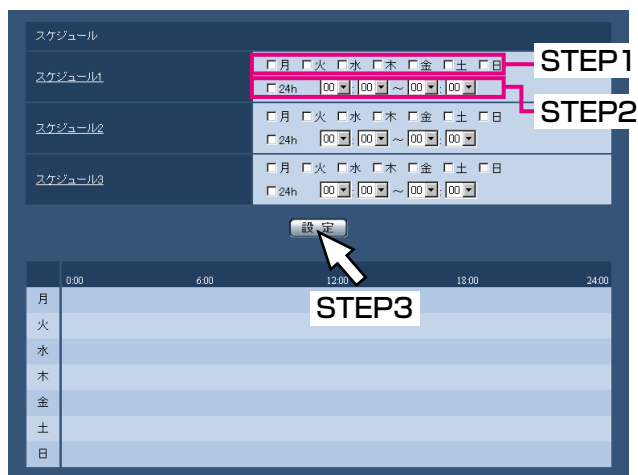 スケジュール
スケジュール1
月 火 水 木 金 土 日
24h 00 : 00 ～ 00 : 00
STEP1
STEP2
スケジュール2
月 火 水 木 金 土 日
24h 00 : 00 ～ 00 : 00
スケジュール3
月 火 水 木 金 土 日
24h 00 : 00 ～ 00 : 00
設定
STEP3
0:00 6:00 12:00 18:00 24:00
月
火
水
木
金
土
日